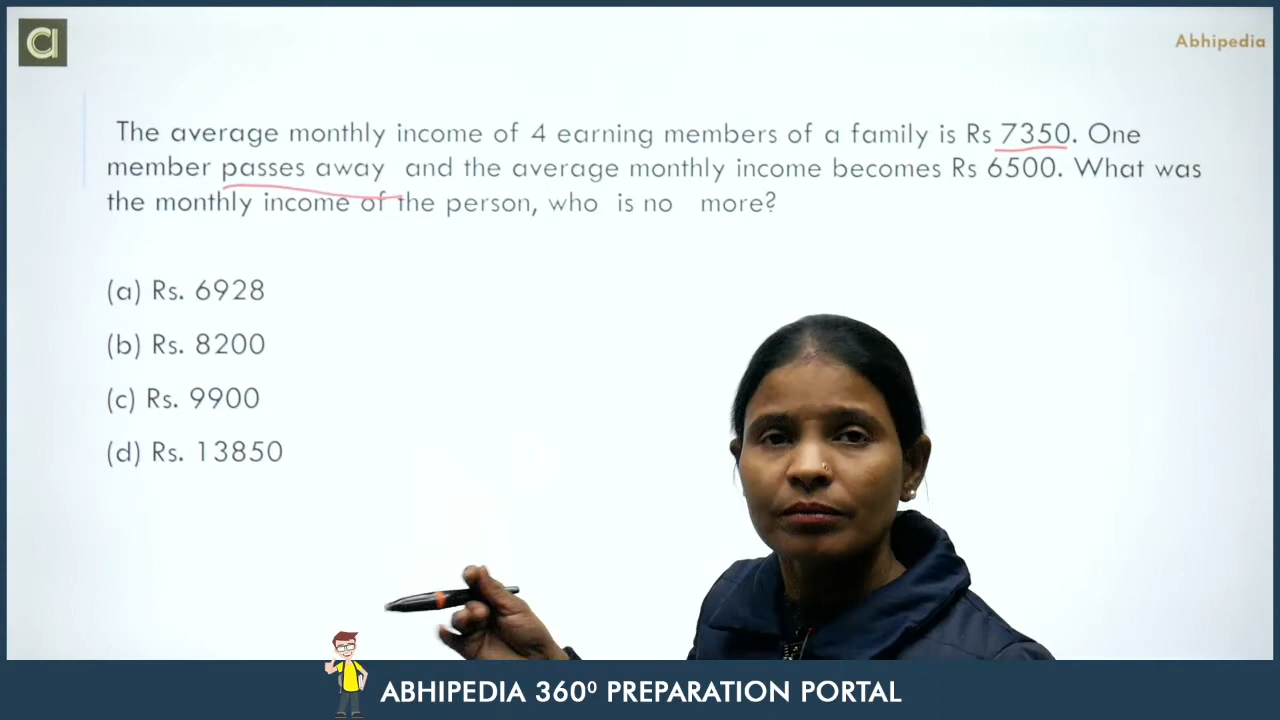 Abhipedia
The average monthly income of 4 earning members of a family is Rs 7350. One
member passes away and the average monthly income becomes Rs 6500. What was
the monthly income of the person, who is no more?
(a) Rs. 6928
(b) Rs. 8200
(c) Rs. 9900
(d) Rs. 13850
ABHIPEDIA 360⁰ PREPARATION PORTAL